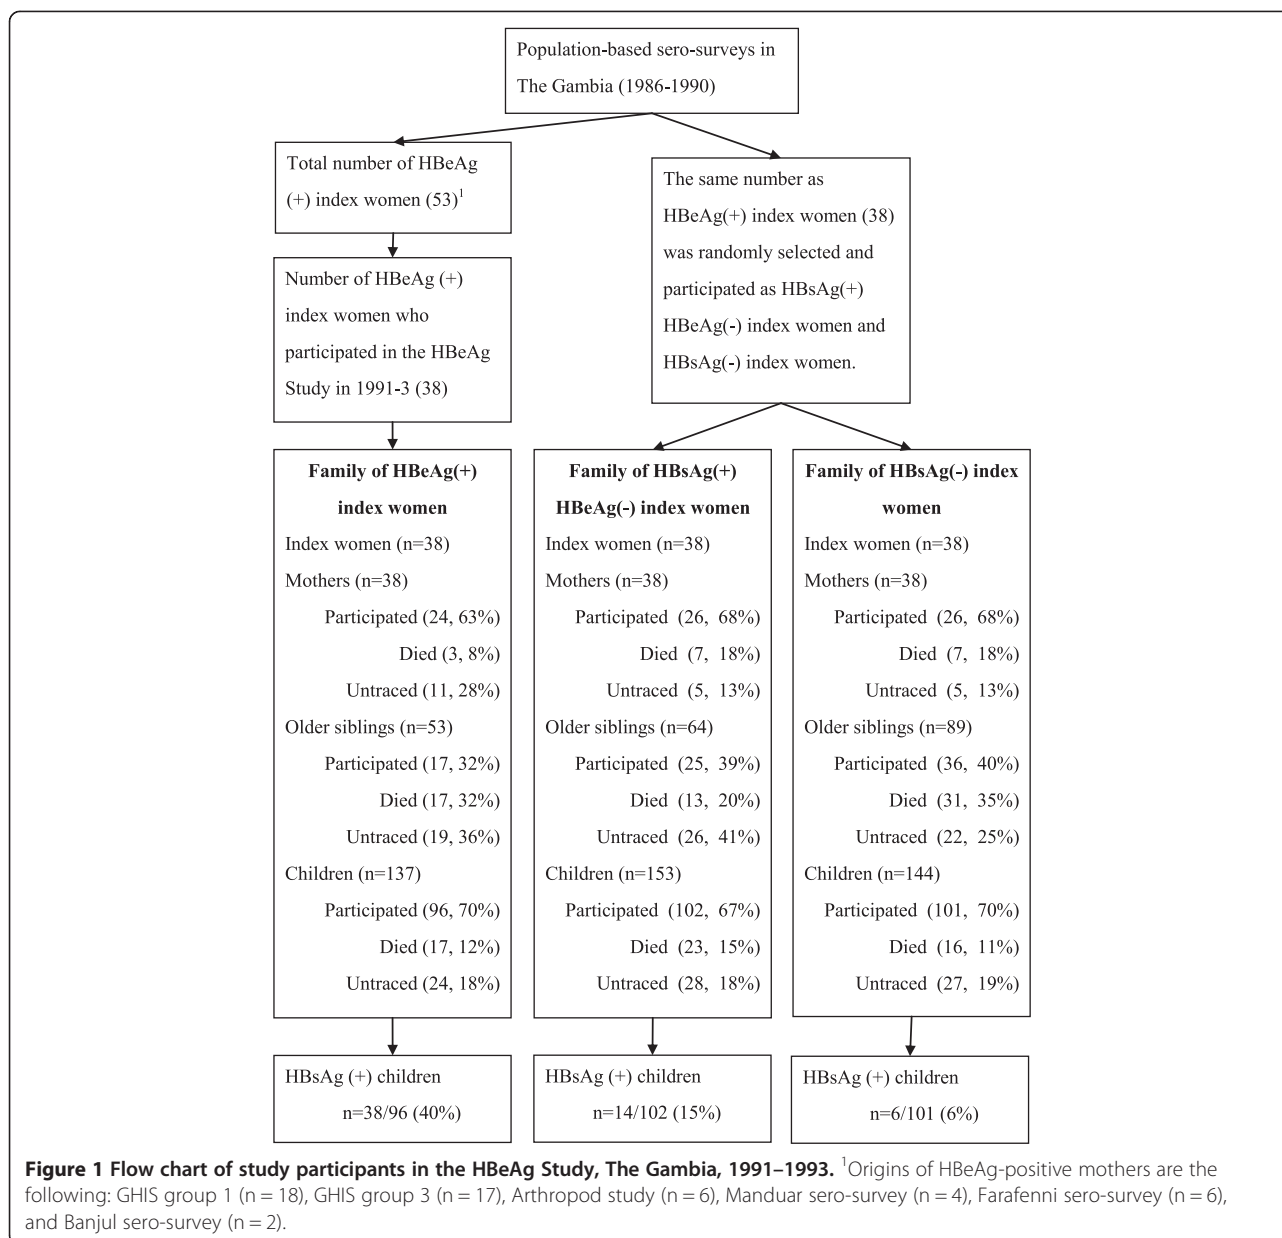 Population-based sero-surveys in
The Gambia (1986-1990)
Total number of HBeAg
(+) index women (53)1
Number of HBeAg (+)
index women who
participated in the HBeAg
Study in 1991-3 (38)
The same number as
HBeAg(+) index women (38)
was randomly selected and
participated as HBsAg(+)
HBeAg(-) index women and
HBsAg(-) index women.
Family of HBeAg(+)
index women
Index women (n=38)
Mothers (n=38)
Participated (24, 63%)
Died (3, 8%)
Untraced (11, 28%)
Older siblings (n=53)
Participated (17, 32%)
Died (17, 32%)
Untraced (19, 36%)
Children (n=137)
Participated (96, 70%)
Died (17, 12%)
Untraced (24, 18%)
Family of HBsAg(+)
HBeAg(-) index women
Index women (n=38)
Mothers (n=38)
Participated (26, 68%)
Died (7, 18%)
Untraced (5, 13%)
Older siblings (n=64)
Participated (25, 39%)
Died (13, 20%)
Untraced (26, 41%)
Children (n=153)
Participated (102, 67%)
Died (23, 15%)
Untraced (28, 18%)
Family of HBsAg(-) index
women
Index women (n=38)
Mothers (n=38)
Participated (26, 68%)
Died (7, 18%)
Untraced (5, 13%)
Older siblings (n=89)
Participated (36, 40%)
Died (31, 35%)
Untraced (22, 25%)
Children (n=144)
Participated (101, 70%)
Died (16, 11%)
Untraced (27, 19%)
HBsAg (+) children
n=38/96 (40%)
HBsAg (+) children
n=14/102 (15%)
HBsAg (+) children
n=6/101 (6%)
Figure 1 Flow chart of study participants in the HBeAg Study, The Gambia, 1991–1993. 1Origins of HBeAg-positive mothers are the
following: GHIS group 1 (n = 18), GHIS group 3 (n = 17), Arthropod study (n = 6), Manduar sero-survey (n = 4), Farafenni sero-survey (n = 6),
and Banjul sero-survey (n = 2).